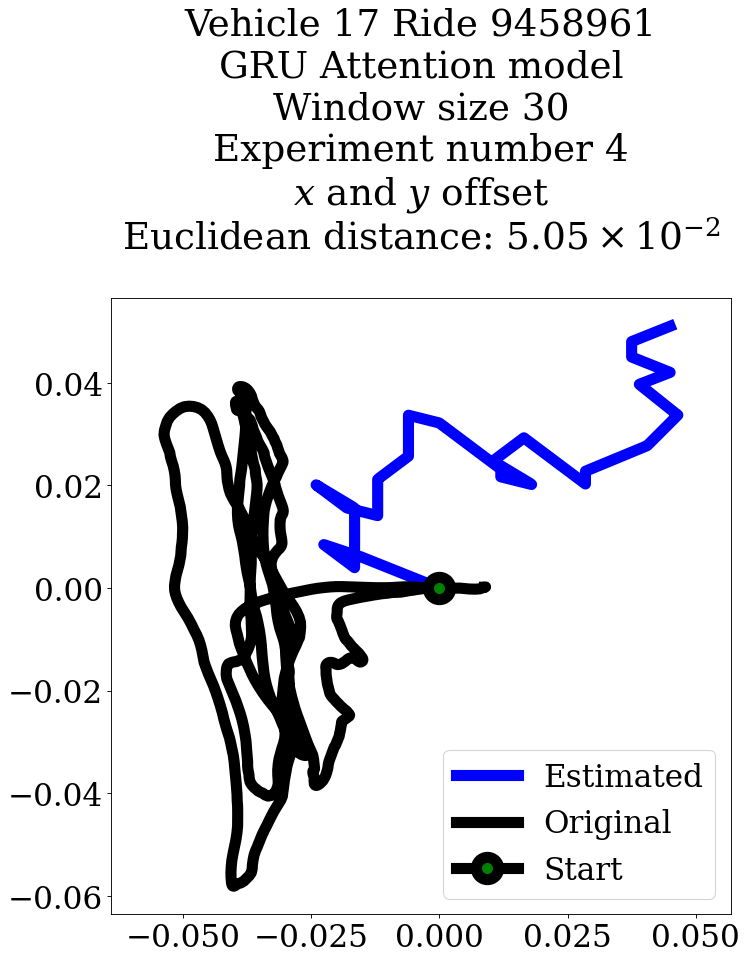 Vehicle 17 Ride 9458961
GRU Attention model
Window size 30
Experiment number 4
x and y offset
Euclidean distance: 5.05 × 10⁻²
0.04
0.02
0.00
−0.02
−0.04
−0.06
−0.050 −0.025 0.000 0.025 0.050
Estimated
Original
Start